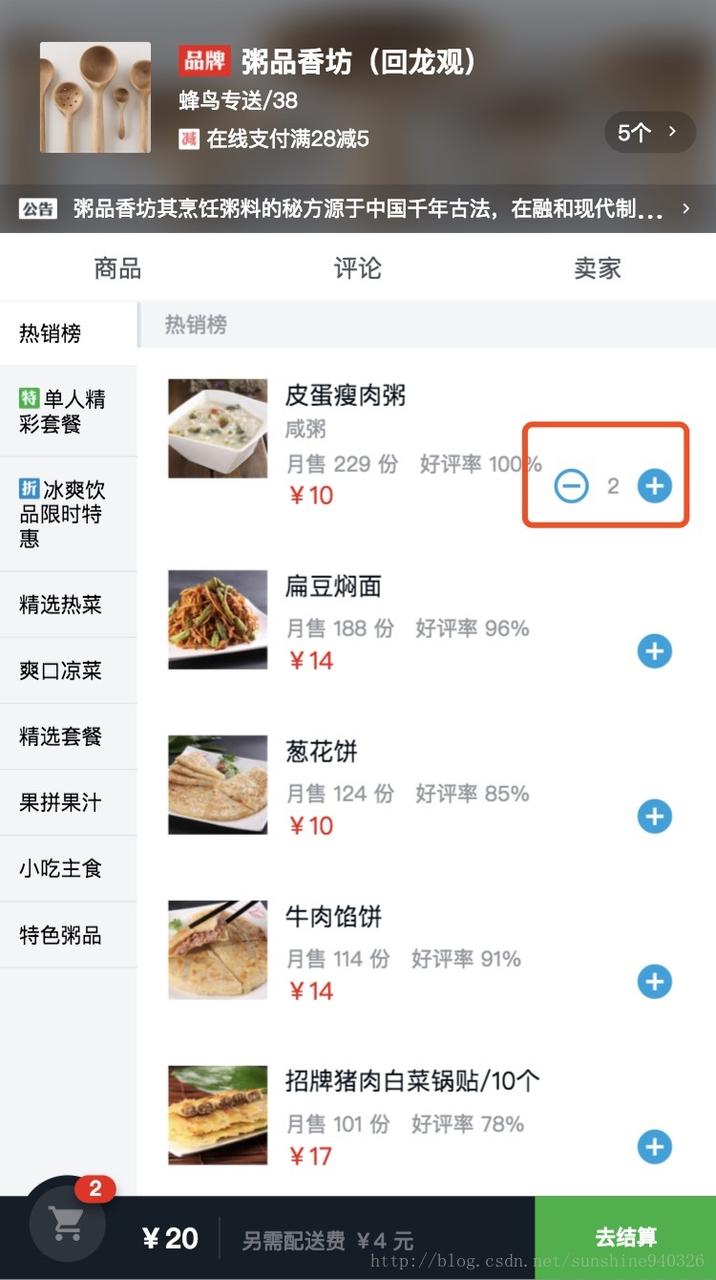 品牌 粥品香坊（回龙观）
蜂鸟专送/38
减 在线支付满28减5
5个 >
公告 粥品香坊其烹饪粥料的秘方源于中国千年古法，在融和现代制... >
商品 评论 卖家
热销榜
特 单人精
彩套餐
折 冰爽饮
品限时特
惠
精选热菜
爽口凉菜
精选套餐
果拼果汁
小吃主食
特色粥品
热销榜
皮蛋瘦肉粥
咸粥
月售 229 份 好评率 100%
￥10
2
扁豆焖面
月售 188 份 好评率 96%
￥14
葱花饼
月售 124 份 好评率 85%
￥10
牛肉馅饼
月售 114 份 好评率 91%
￥14
招牌猪肉白菜锅贴/10个
月售 101 份 好评率 78%
￥17
2
￥20 另需配送费 ￥4 元 去结算
http://blog.csdn.net/sunshine940326